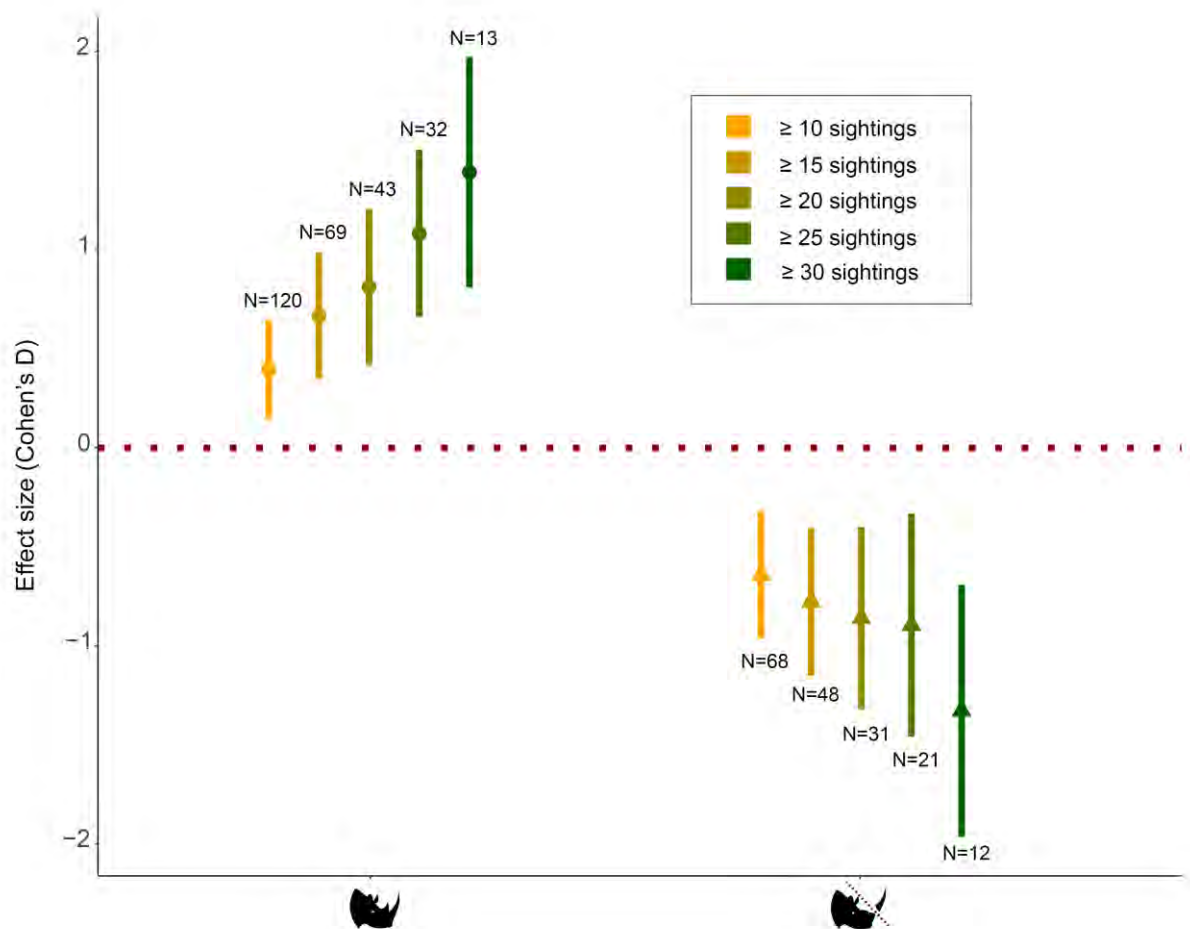 2
N=13
N=32
N=43
N=69
N=120
1
0
−1
−2
Effect size (Cohen's D)
≥ 10 sightings
≥ 15 sightings
≥ 20 sightings
≥ 25 sightings
≥ 30 sightings
N=68
N=48
N=31
N=21
N=12